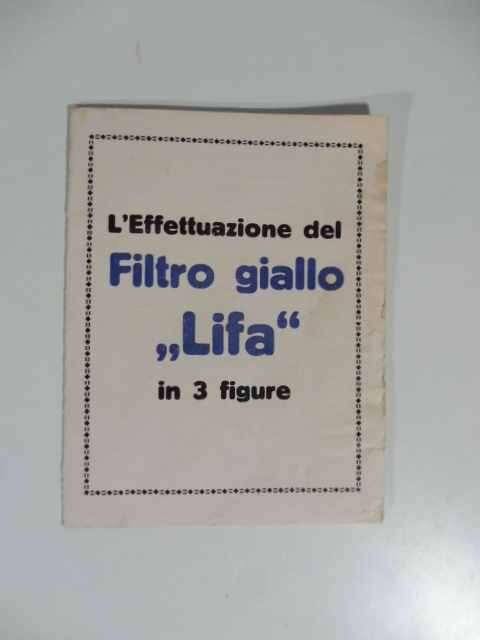 L'Effettuazione del
Filtro giallo
„Lifa“
in 3 figure